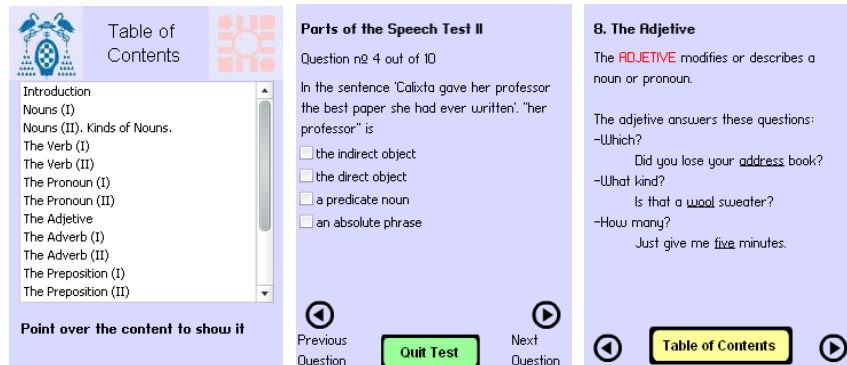 Table of
Contents
Introduction
Nouns (I)
Nouns (II). Kinds of Nouns.
The Verb (I)
The Verb (II)
The Pronoun (I)
The Pronoun (II)
The Adjetive
The Adverb (I)
The Adverb (II)
The Preposition (I)
The Preposition (II)
Point over the content to show it
Parts of the Speech Test II
Question nº 4 out of 10
In the sentence 'Calixta gave her professor
the best paper she had ever written'. "her
professor" is
the indirect object
the direct object
a predicate noun
an absolute phrase
Previous
Question
Quit Test
Next
Question
8. The Adjetive
The ADJETIVE modifies or describes a
noun or pronoun.
The adjetive answers these questions:
-Which?
Did you lose your address book?
-What kind?
Is that a wool sweater?
-How many?
Just give me five minutes.
Table of Contents